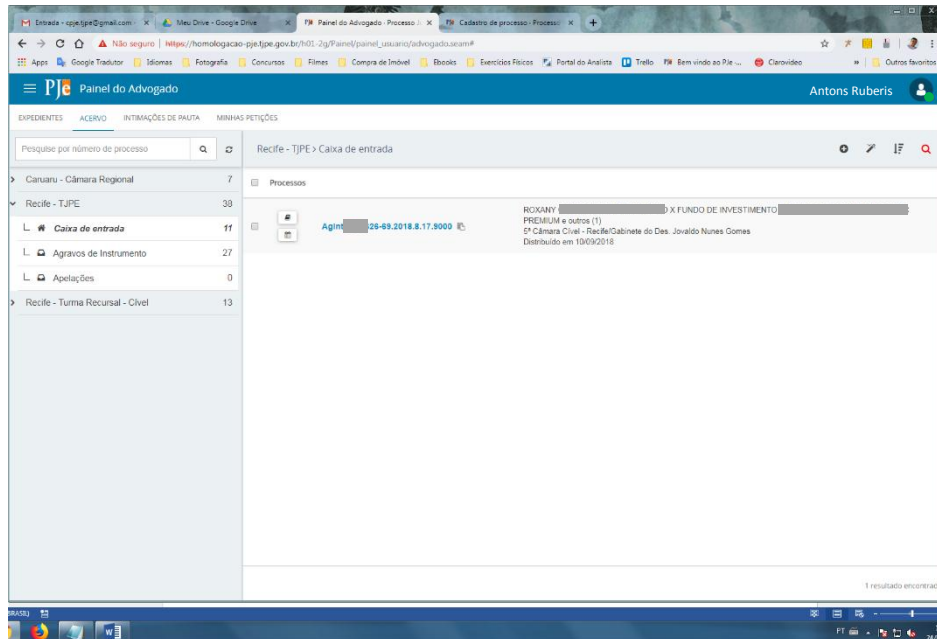 Entrada - cpje.tjpe@gmail.com
Meu Drive - Google Drive
Painel do Advogado - Processo J
Cadastro de processo - Processo
Não seguro | https://homologacao-pje.tjpe.gov.br/h01-2g/Painel/painel_usuario/advogado.seam#
Apps Google Tradutor Idiomas Fotografia Concursos Filmes Compra de Imóvel Ebooks Exercícios Físicos Portal do Analista Trello Bem vindo ao PJe -... Clarovideo » Outros favoritos
PJe Painel do Advogado Antons Ruberis
EXPEDIENTES ACERVO INTIMAÇÕES DE PAUTA MINHAS PETIÇÕES
Pesquise por número de processo
Recife - TJPE > Caixa de entrada
Caruaru - Câmara Regional 7
Processos
Recife - TJPE 38
Caixa de entrada 11
AgInt 26-69.2018.8.17.9000
ROXANY X FUNDO DE INVESTIMENTO
PREMIUM e outros (1)
5ª Câmara Cível - Recife/Gabinete do Des. Jovaldo Nunes Gomes
Distribuído em 10/09/2018
Agravos de Instrumento 27
Apelações 0
Recife - Turma Recursal - Cível 13
1 resultado encontrad
BRASIL)
PT